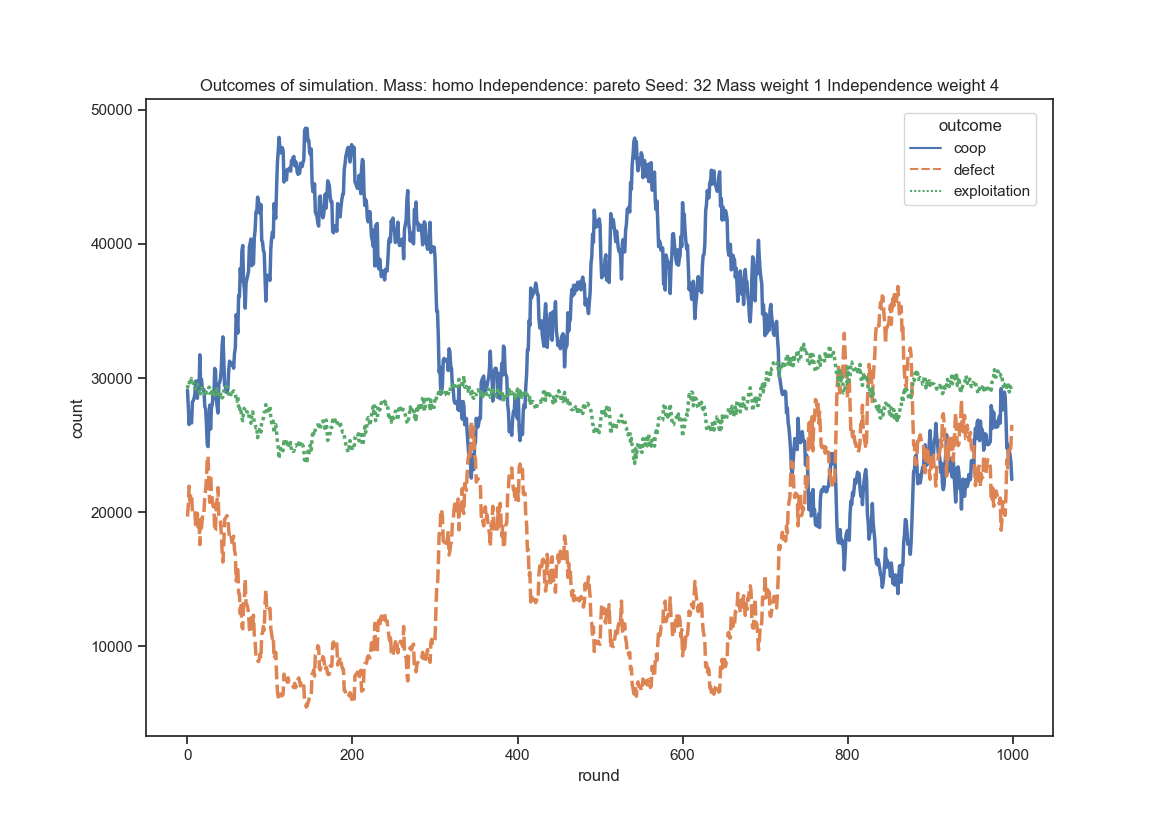 Outcomes of simulation. Mass: homo Independence: pareto Seed: 32 Mass weight 1 Independence weight 4
50000
40000
30000
20000
10000
count
0
200
400
600
800
1000
round
outcome
coop
defect
exploitation